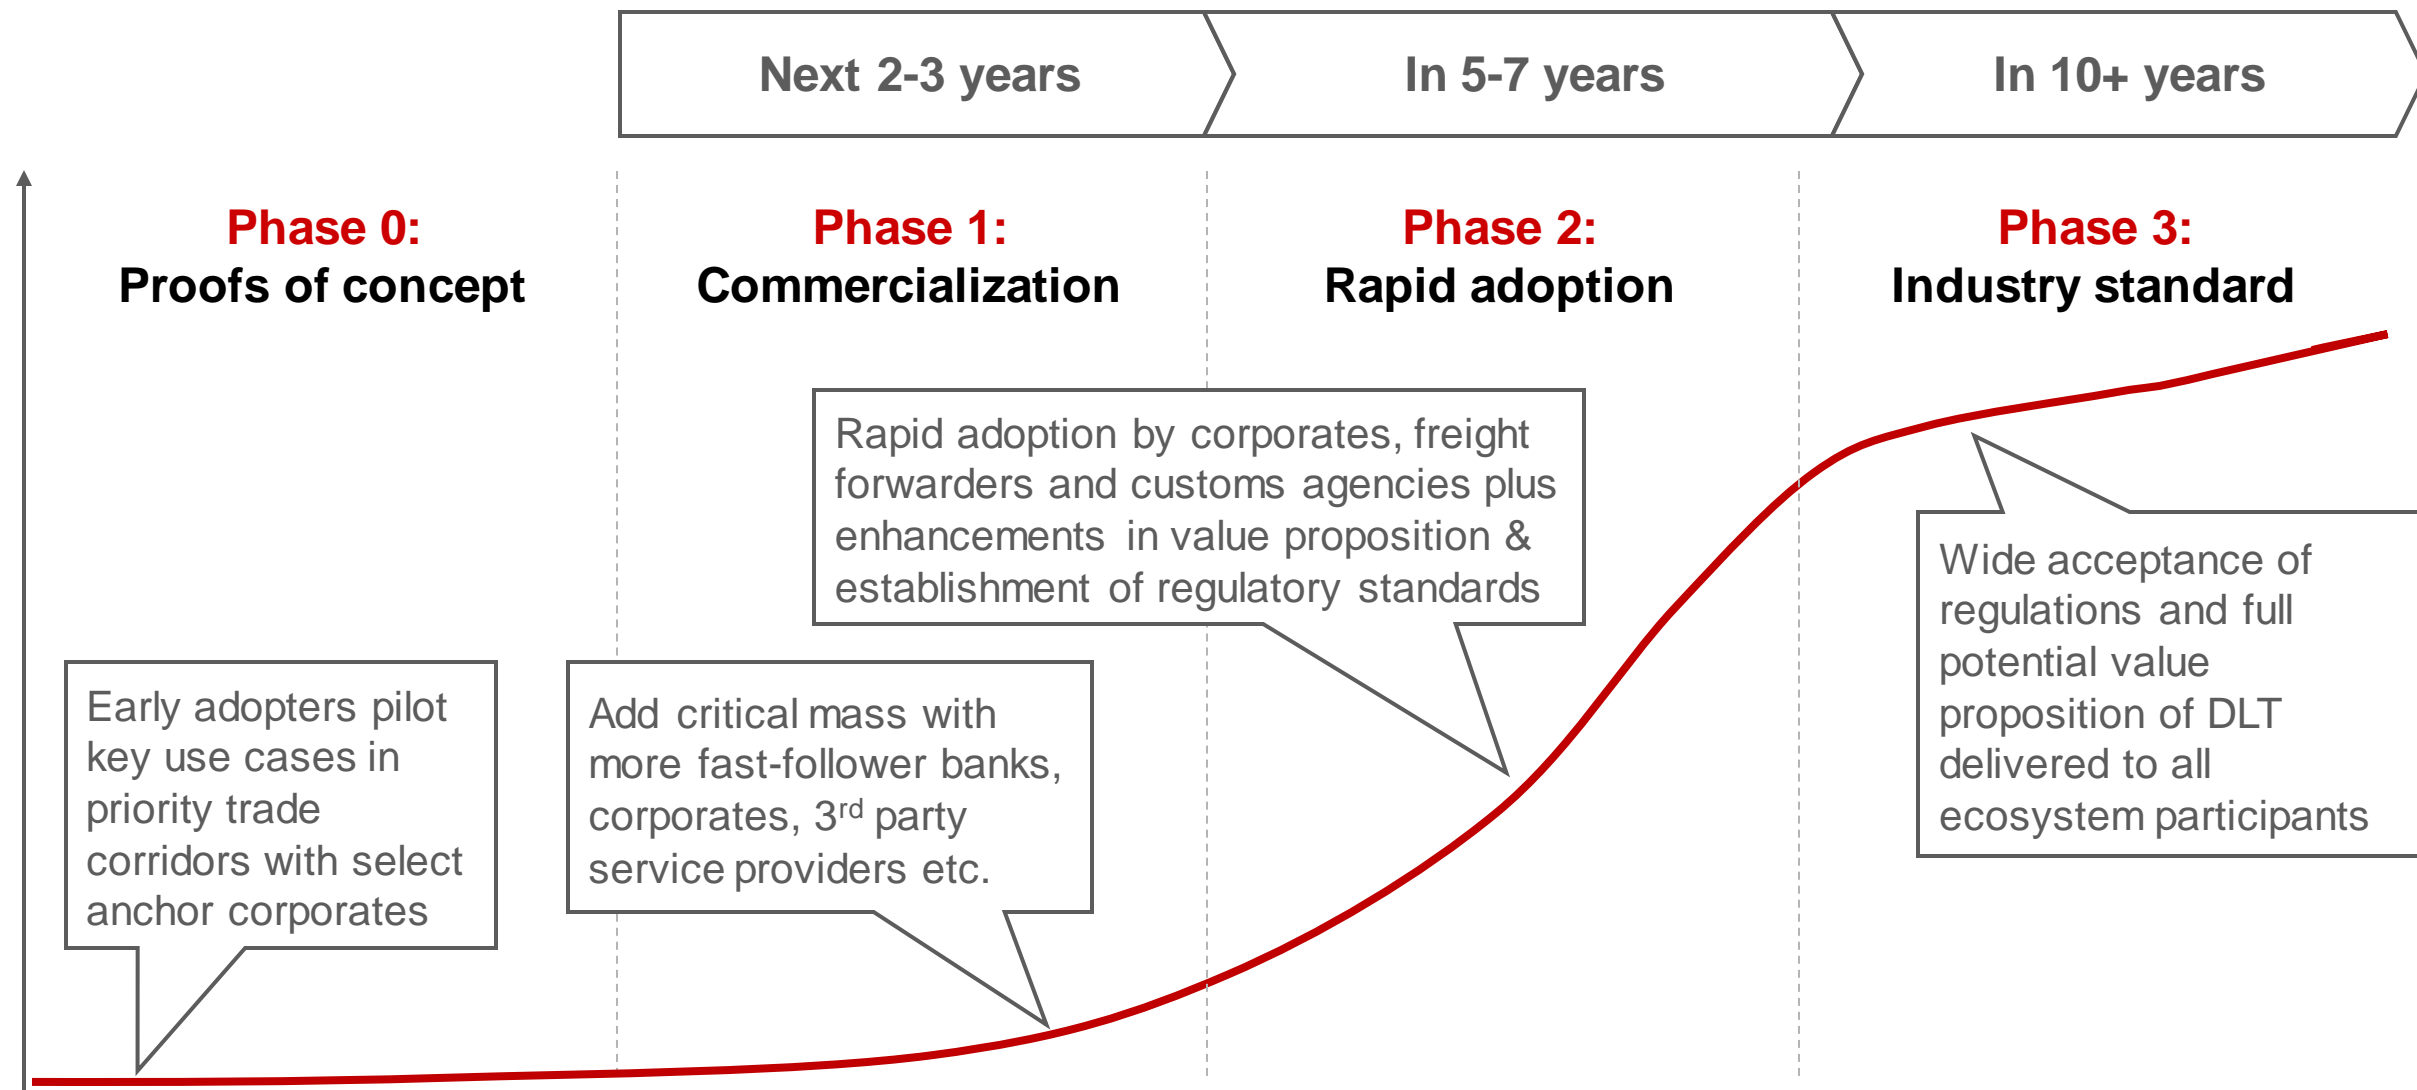 Next 2-3 years
In 5-7 years
In 10+ years
Phase 0:
Proofs of concept
Phase 1:
Commercialization
Phase 2:
Rapid adoption
Phase 3:
Industry standard
Early adopters pilot
key use cases in
priority trade
corridors with select
anchor corporates
Add critical mass with
more fast-follower banks,
corporates, 3rd party
service providers etc.
Rapid adoption by corporates, freight
forwarders and customs agencies plus
enhancements in value proposition &
establishment of regulatory standards
Wide acceptance of
regulations and full
potential value
proposition of DLT
delivered to all
ecosystem participants